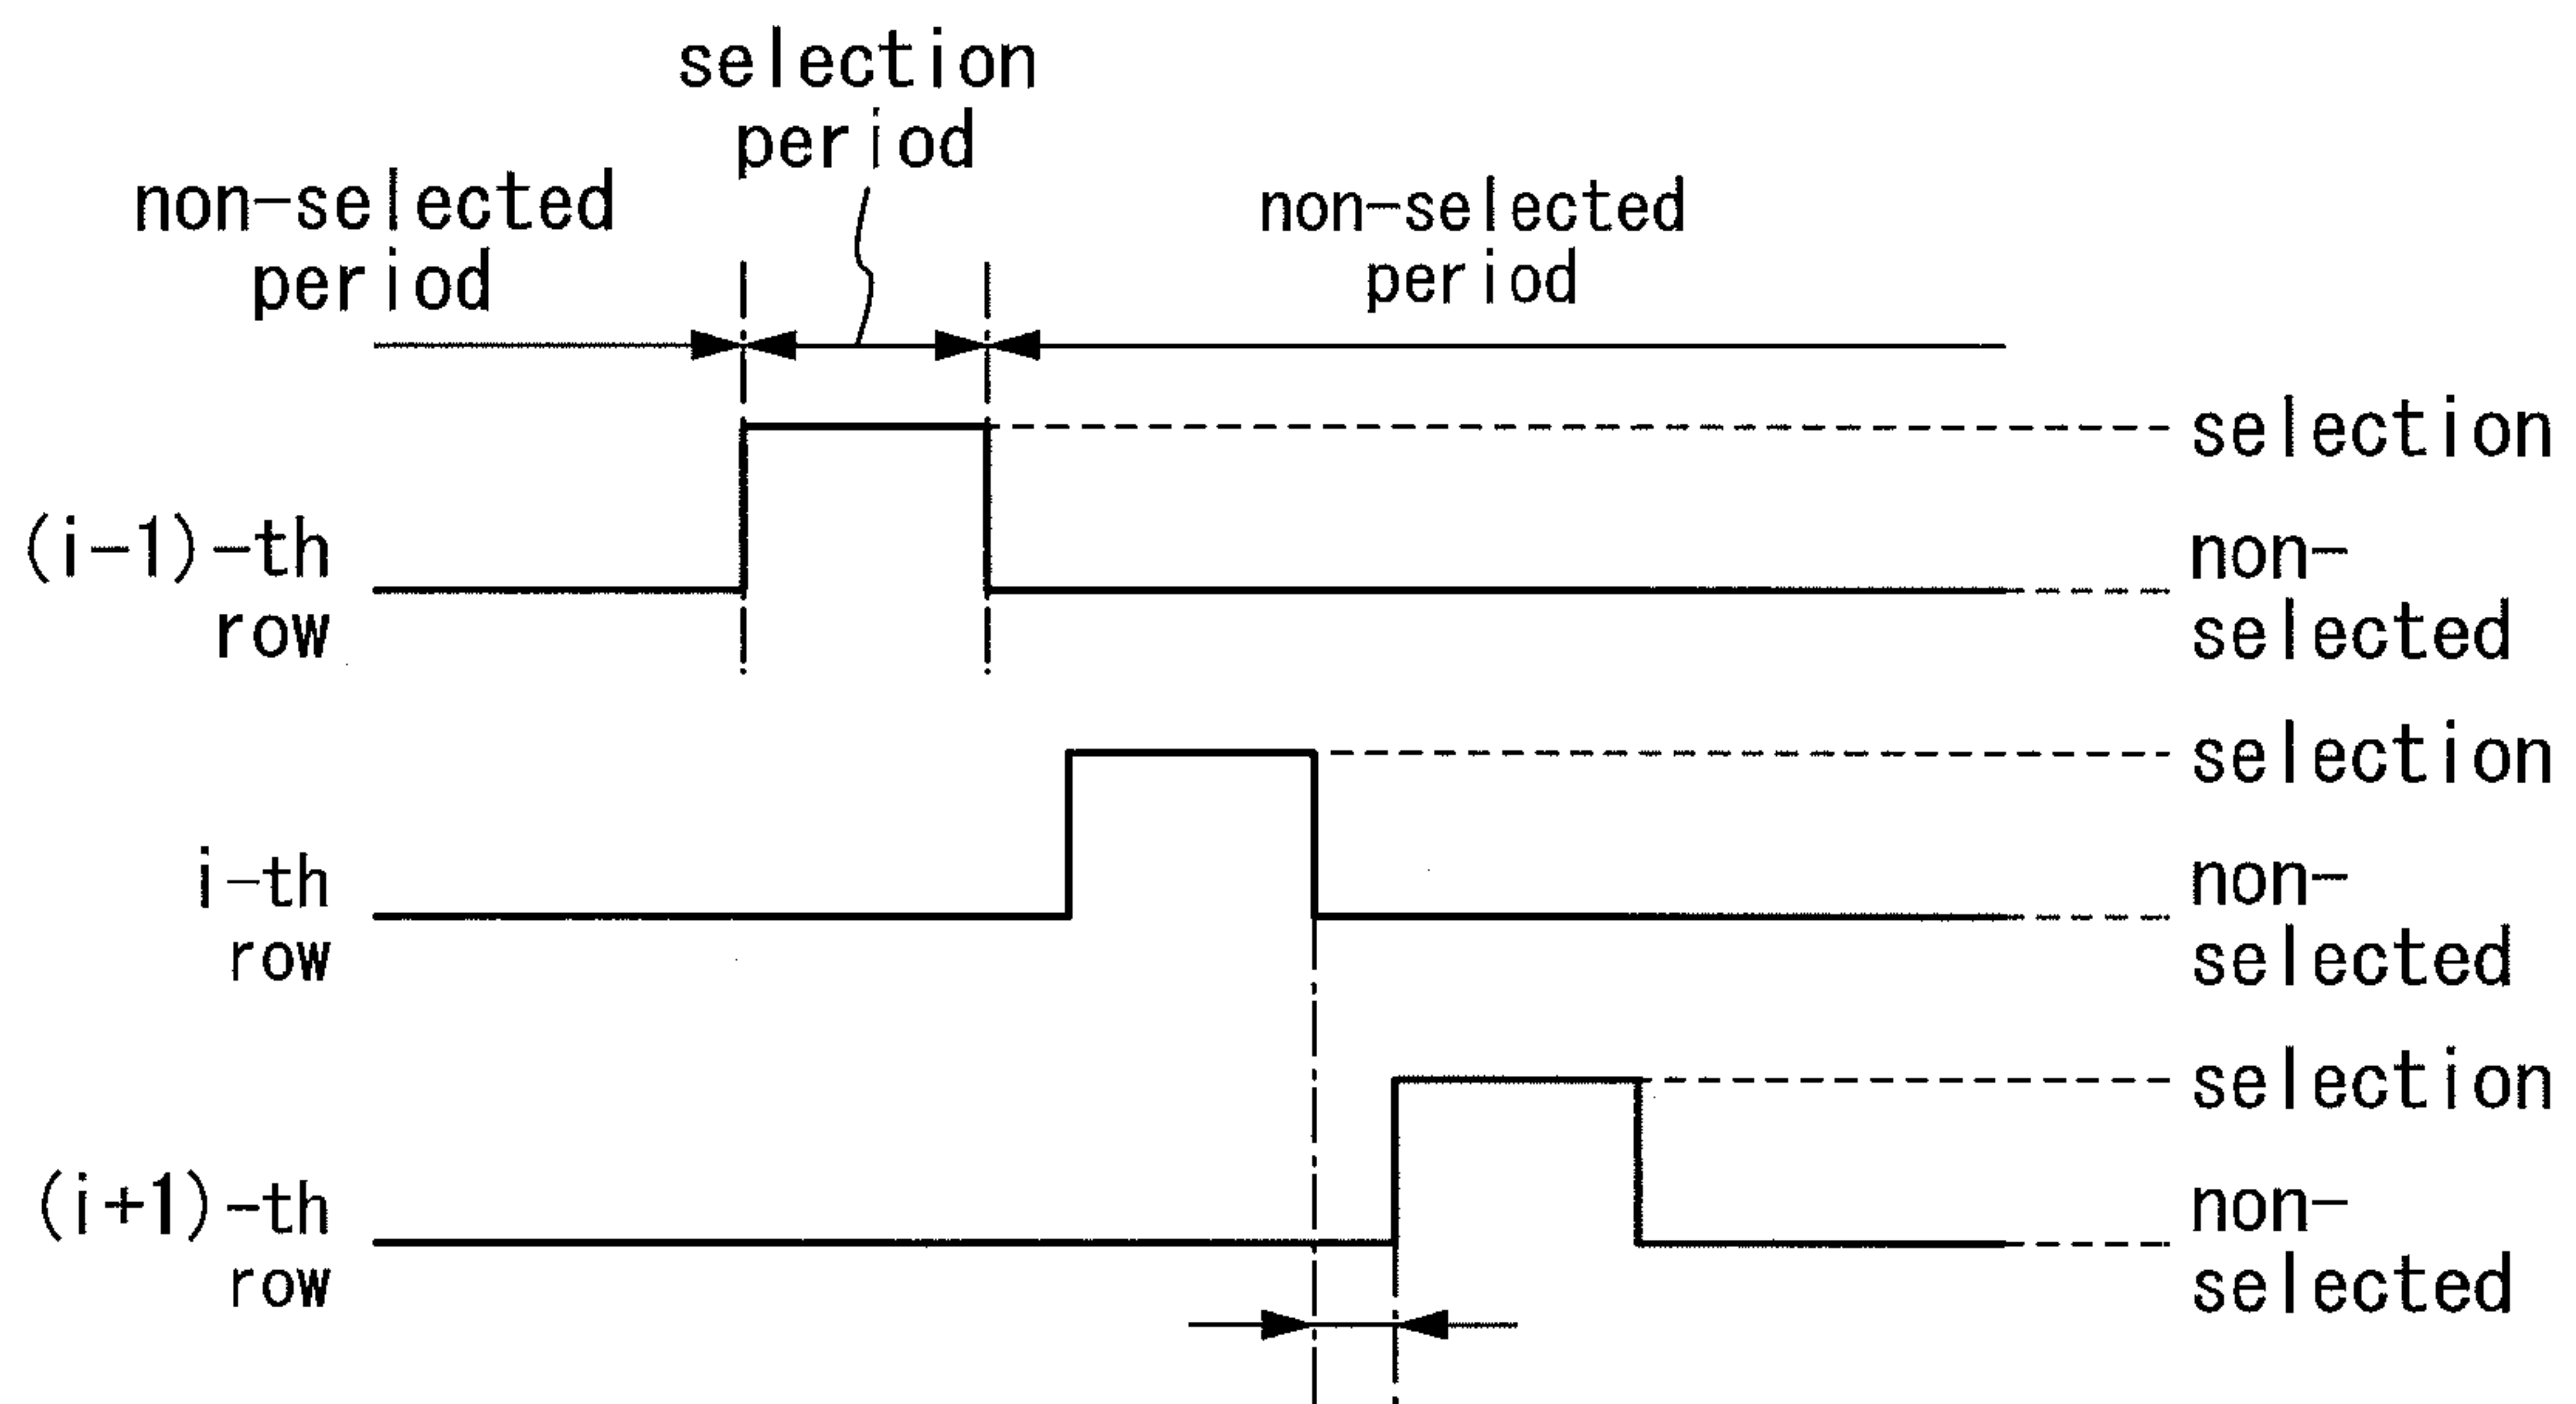 selection
period
non-selected
period
non-selected
period
selection
(i-1)-th
row
non-
selected
selection
i-th
row
non-
selected
selection
(i+1)-th
row
non-
selected